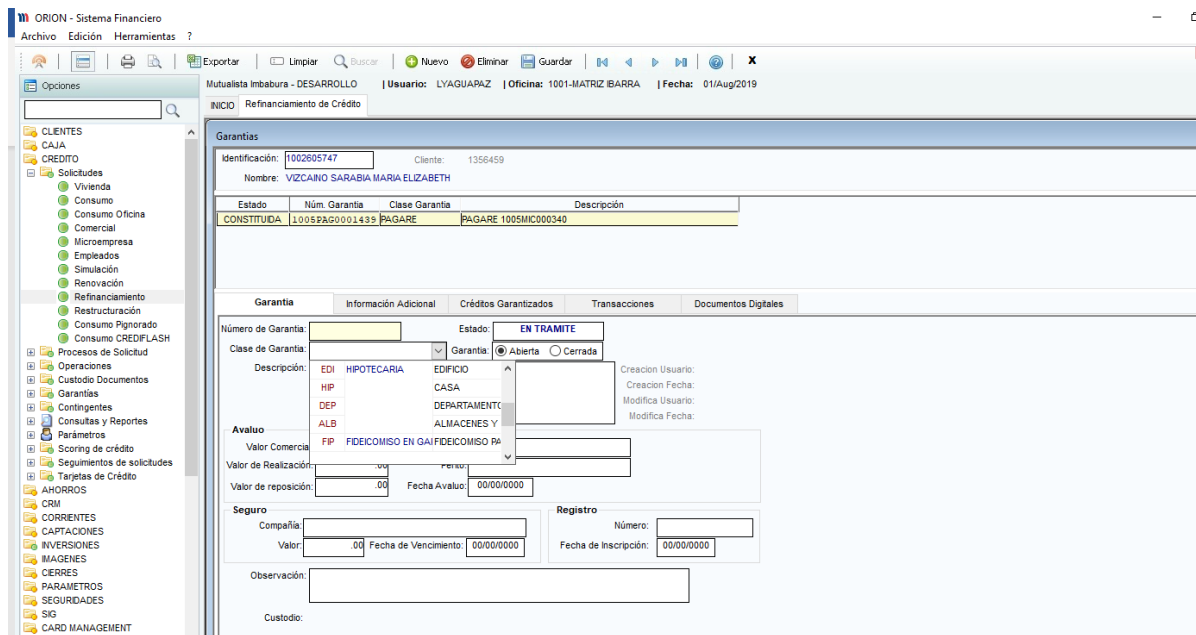 ORION - Sistema Financiero
Archivo Edición Herramientas ?
Exportar Limpiar Buscar Nuevo Eliminar Guardar X
Opciones
Mutualista Imbabura - DESARROLLO | Usuario: LYAGUAPAZ | Oficina: 1001-MATRIZ IBARRA | Fecha: 01/Aug/2019
INICIO Refinanciamiento de Crédito
CLIENTES
CAJA
CREDITO
Solicitudes
Vivienda
Consumo
Consumo Oficina
Comercial
Microempresa
Empleados
Simulación
Renovación
Refinanciamiento
Restructuración
Consumo Pignorado
Consumo CREDIFLASH
Procesos de Solicitud
Operaciones
Custodio Documentos
Garantías
Contingentes
Consultas y Reportes
Parámetros
Scoring de crédito
Seguimientos de solicitudes
Tarjetas de Crédito
AHORROS
CRM
CORRIENTES
CAPTACIONES
INVERSIONES
IMAGENES
CIERRES
PARAMETROS
SEGURIDADES
SIG
CARD MANAGEMENT
Garantias
Identificación: 1002605747 Cliente: 1356459
Nombre: VIZCAINO SARABIA MARIA ELIZABETH
Estado Núm. Garantia Clase Garantia Descripción
CONSTITUIDA 1005PAG0001439 PAGARE PAGARE 1005MIC000340
Garantía Información Adicional Créditos Garantizados Transacciones Documentos Digitales
Número de Garantia: Estado: EN TRAMITE
Clase de Garantia: Garantia: Abierta Cerrada
Descripción: Creacion Usuario:
Creacion Fecha:
Modifica Usuario:
Modifica Fecha:
EDI HIPOTECARIA EDIFICIO
HIP CASA
DEP DEPARTAMENTO
ALB ALMACENES Y
FIP FIDEICOMISO EN GAI FIDEICOMISO PA
Avaluo
Valor Comercia
Valor de Realización: .00 Perito:
Valor de reposición: .00 Fecha Avaluo: 00/00/0000
Seguro
Compañía:
Valor: .00 Fecha de Vencimiento: 00/00/0000
Registro
Número:
Fecha de Inscripción: 00/00/0000
Observación:
Custodio: